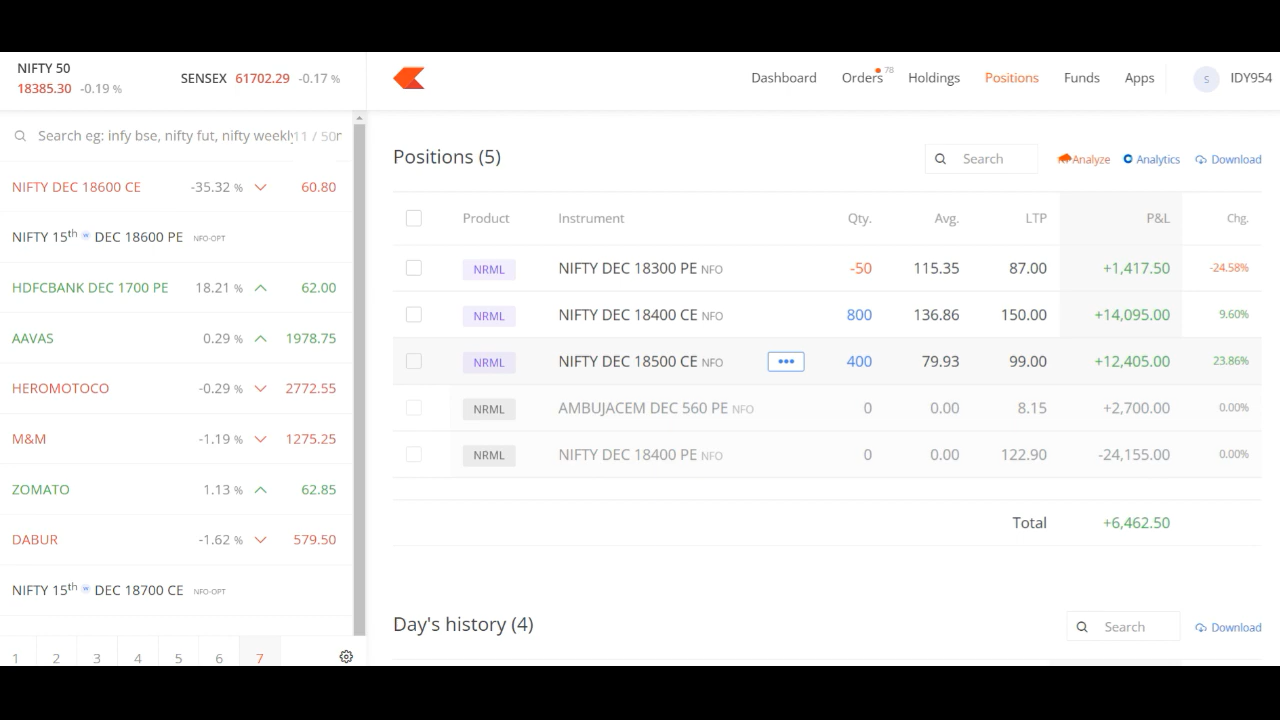 NIFTY 50
18385.30 -0.19 %
SENSEX 61702.29 -0.17 %
Dashboard Orders 78 Holdings Positions Funds Apps S IDY954
Search eg: infy bse, nifty fut, nifty weekly 11 / 50
NIFTY DEC 18600 CE -35.32 % 60.80
NIFTY 15th w DEC 18600 PE NFO-OPT
HDFCBANK DEC 1700 PE 18.21 % 62.00
AAVAS 0.29 % 1978.75
HEROMOTOCO -0.29 % 2772.55
M&M -1.19 % 1275.25
ZOMATO 1.13 % 62.85
DABUR -1.62 % 579.50
NIFTY 15th w DEC 18700 CE NFO-OPT
1 2 3 4 5 6 7
Positions (5)
Search Analyze Analytics Download
Product Instrument Qty. Avg. LTP P&L Chg.
NRML NIFTY DEC 18300 PE NFO -50 115.35 87.00 +1,417.50 -24.58%
NRML NIFTY DEC 18400 CE NFO 800 136.86 150.00 +14,095.00 9.60%
NRML NIFTY DEC 18500 CE NFO ••• 400 79.93 99.00 +12,405.00 23.86%
NRML AMBUJACEM DEC 560 PE NFO 0 0.00 8.15 +2,700.00 0.00%
NRML NIFTY DEC 18400 PE NFO 0 0.00 122.90 -24,155.00 0.00%
Total +6,462.50
Day's history (4)
Search Download